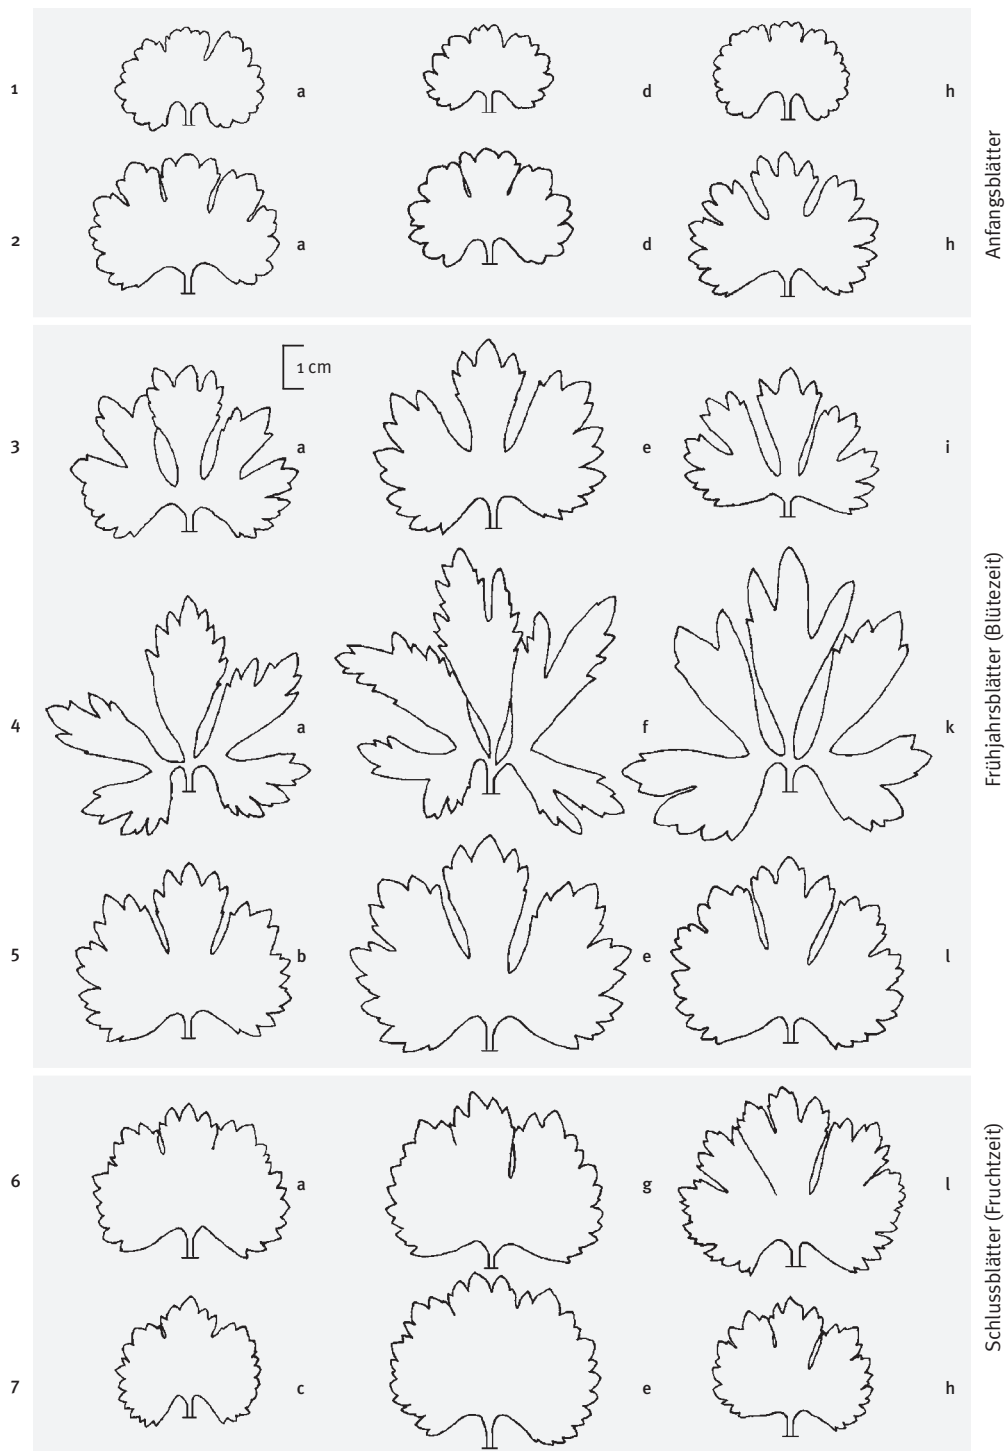 1 a d h
2 a d h
Anfangsblätter
1 cm
3 a e i
4 a f k
5 b e l
Frühjahrsblätter (Blütezeit)
6 a g l
7 c e h
Schlussblätter (Fruchtzeit)